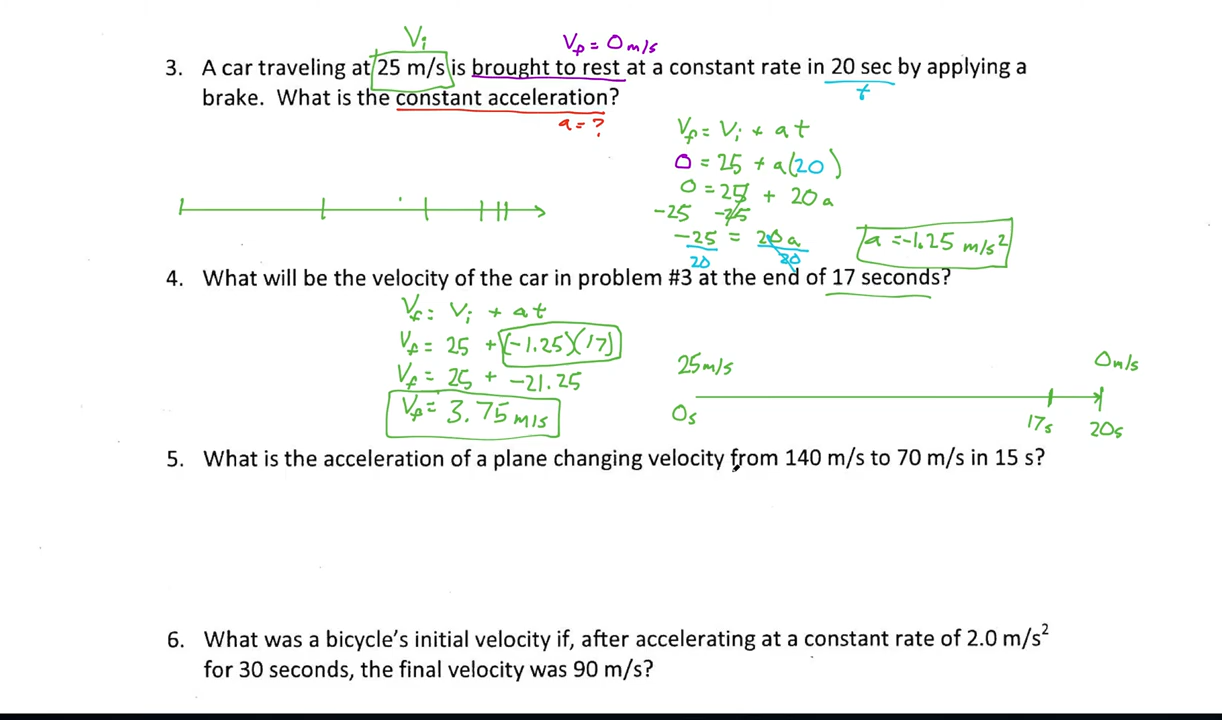 Vi
Vf = 0 m/s
3. A car traveling at 25 m/s is brought to rest at a constant rate in 20 sec by applying a
t
brake. What is the constant acceleration?
a = ?
Vf = Vi + at
0 = 25 + a(20)
0 = 25 + 20a
-25 -25
-25 = 20a
20 20
a = -1.25 m/s²
4. What will be the velocity of the car in problem #3 at the end of 17 seconds?
Vf = Vi + at
Vf = 25 + (-1.25)(17)
Vf = 25 + -21.25
Vf = 3.75 m/s
25 m/s 0 m/s
0s 17s 20s
5. What is the acceleration of a plane changing velocity from 140 m/s to 70 m/s in 15 s?
6. What was a bicycle's initial velocity if, after accelerating at a constant rate of 2.0 m/s²
for 30 seconds, the final velocity was 90 m/s?